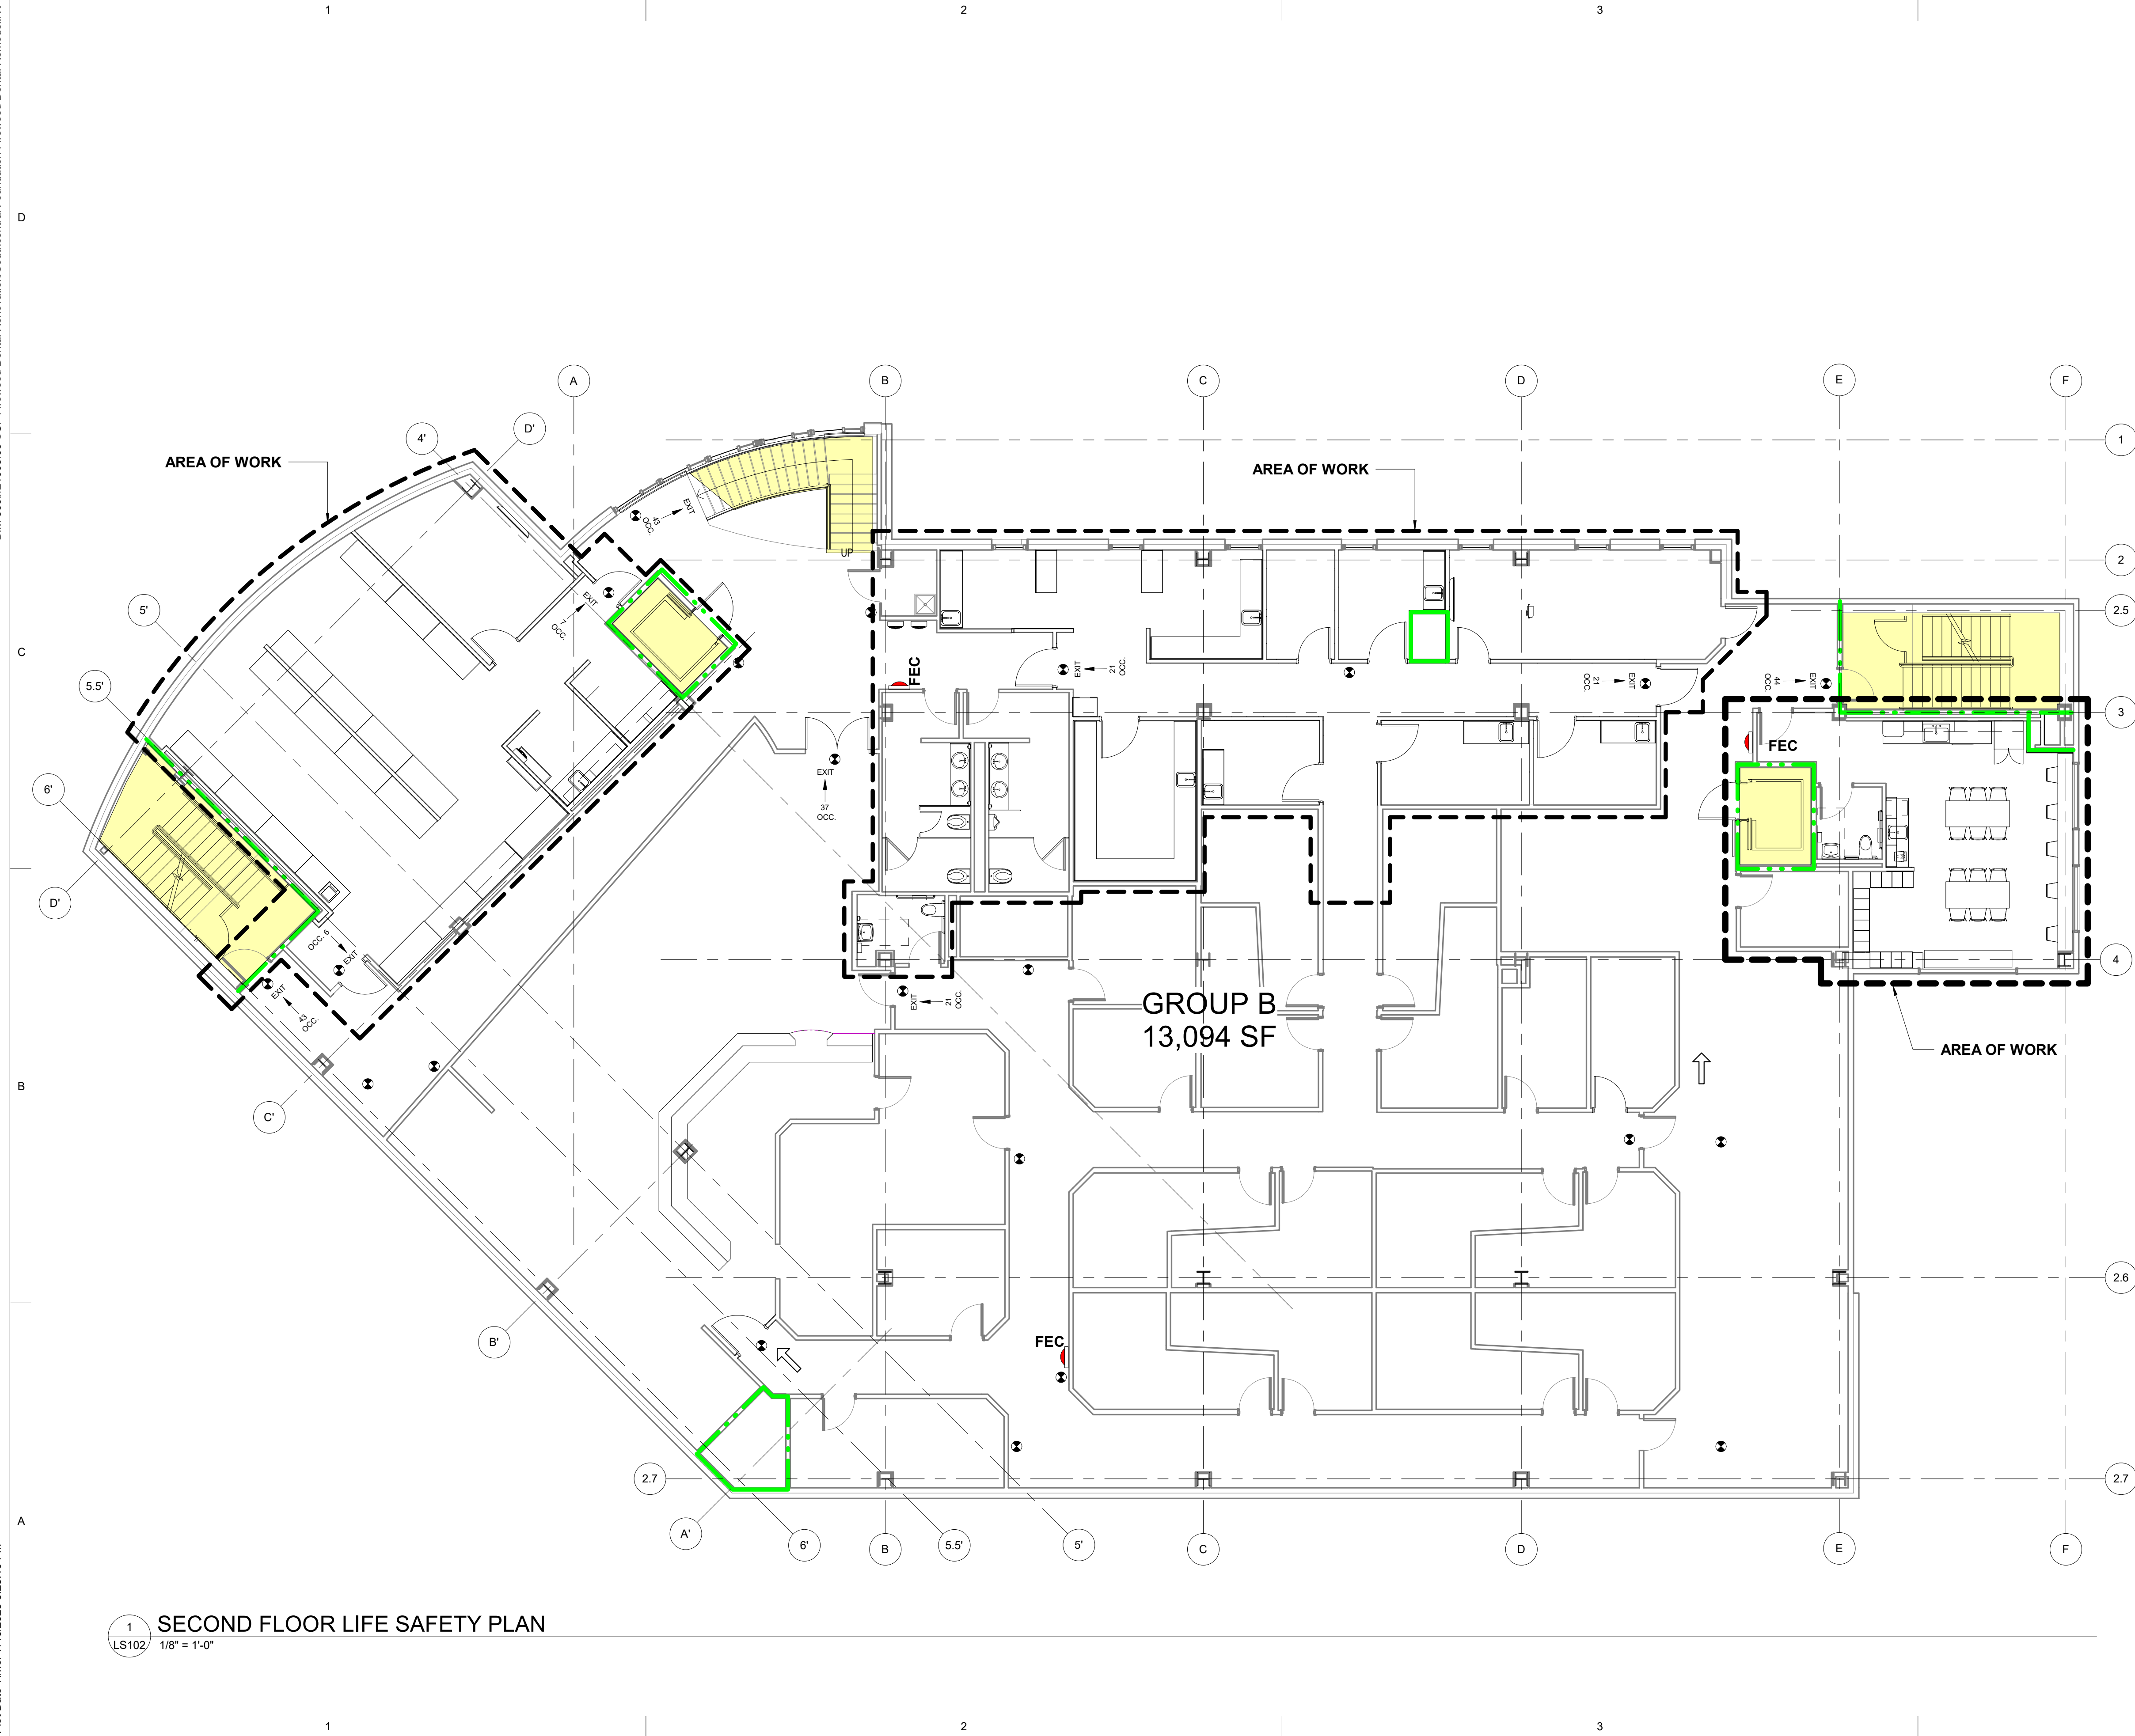 1
2
3
D
C
B
A
A
B
C
D
E
F
1
2
2.5
3
4
2.6
2.7
4'
D'
5'
5.5'
6'
D'
C'
B'
A'
6'
B
5.5'
5'
C
D
E
F
2.7
AREA OF WORK
AREA OF WORK
43
OCC.
EXIT
UP
EXIT
7
OCC.
FEC
EXIT
21
OCC.
21
OCC.
EXIT
44
OCC.
EXIT
FEC
EXIT
37
OCC.
OCC. 6
EXIT
EXIT
43
OCC.
EXIT
21
OCC.
GROUP B
13,094 SF
AREA OF WORK
FEC
1
LS102
SECOND FLOOR LIFE SAFETY PLAN
1/8" = 1'-0"
1
2
3